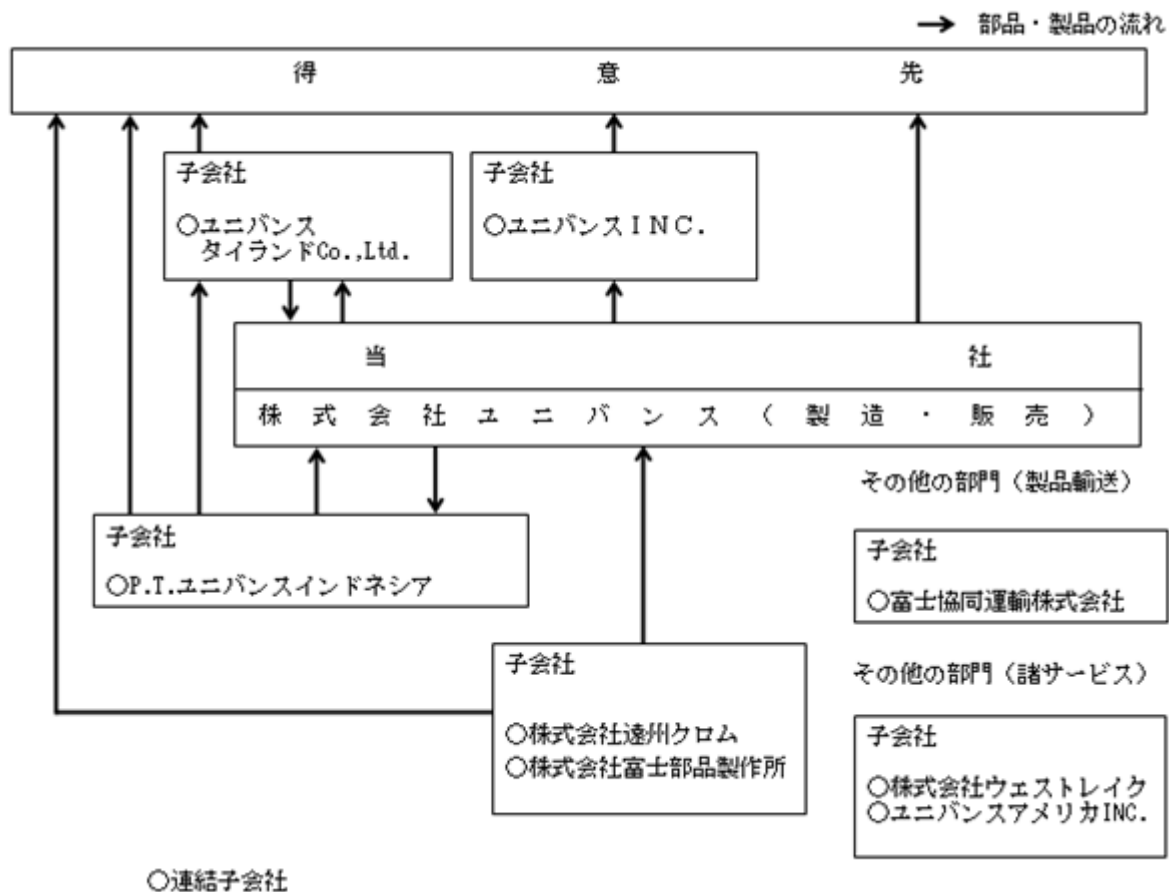 → 部品・製品の流れ
得意先
子会社
○ユニバンス
タイランドCo.,Ltd.
子会社
○ユニバンスＩＮＣ.
当社
株式会社ユニバンス（製造・販売）
その他の部門（製品輸送）
子会社
○P.T.ユニバンスインドネシア
子会社
○富士協同運輸株式会社
子会社
○株式会社遠州クロム
○株式会社富士部品製作所
その他の部門（諸サービス）
子会社
○株式会社ウェストレイク
○ユニバンスアメリカINC.
○連結子会社